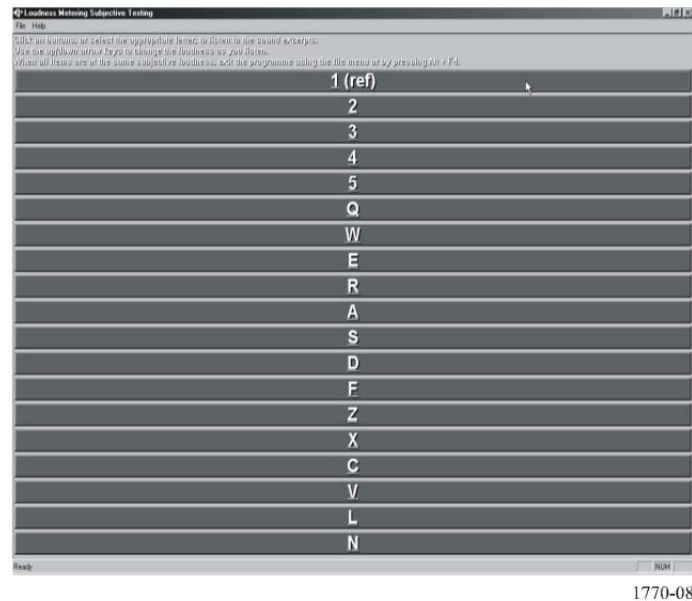 Loudness Metering Subjective Testing
File Help
Click on buttons, or select the appropriate letter, to listen to the sound excerpts.
Use the up/down arrow keys to change the loudness as you listen.
When all items are at the same subjective loudness, exit the programme using the file menu or by pressing Alt + F4.
1 (ref)
2
3
4
5
Q
W
E
R
A
S
D
F
Z
X
C
V
L
N
Ready NUM
1770-08